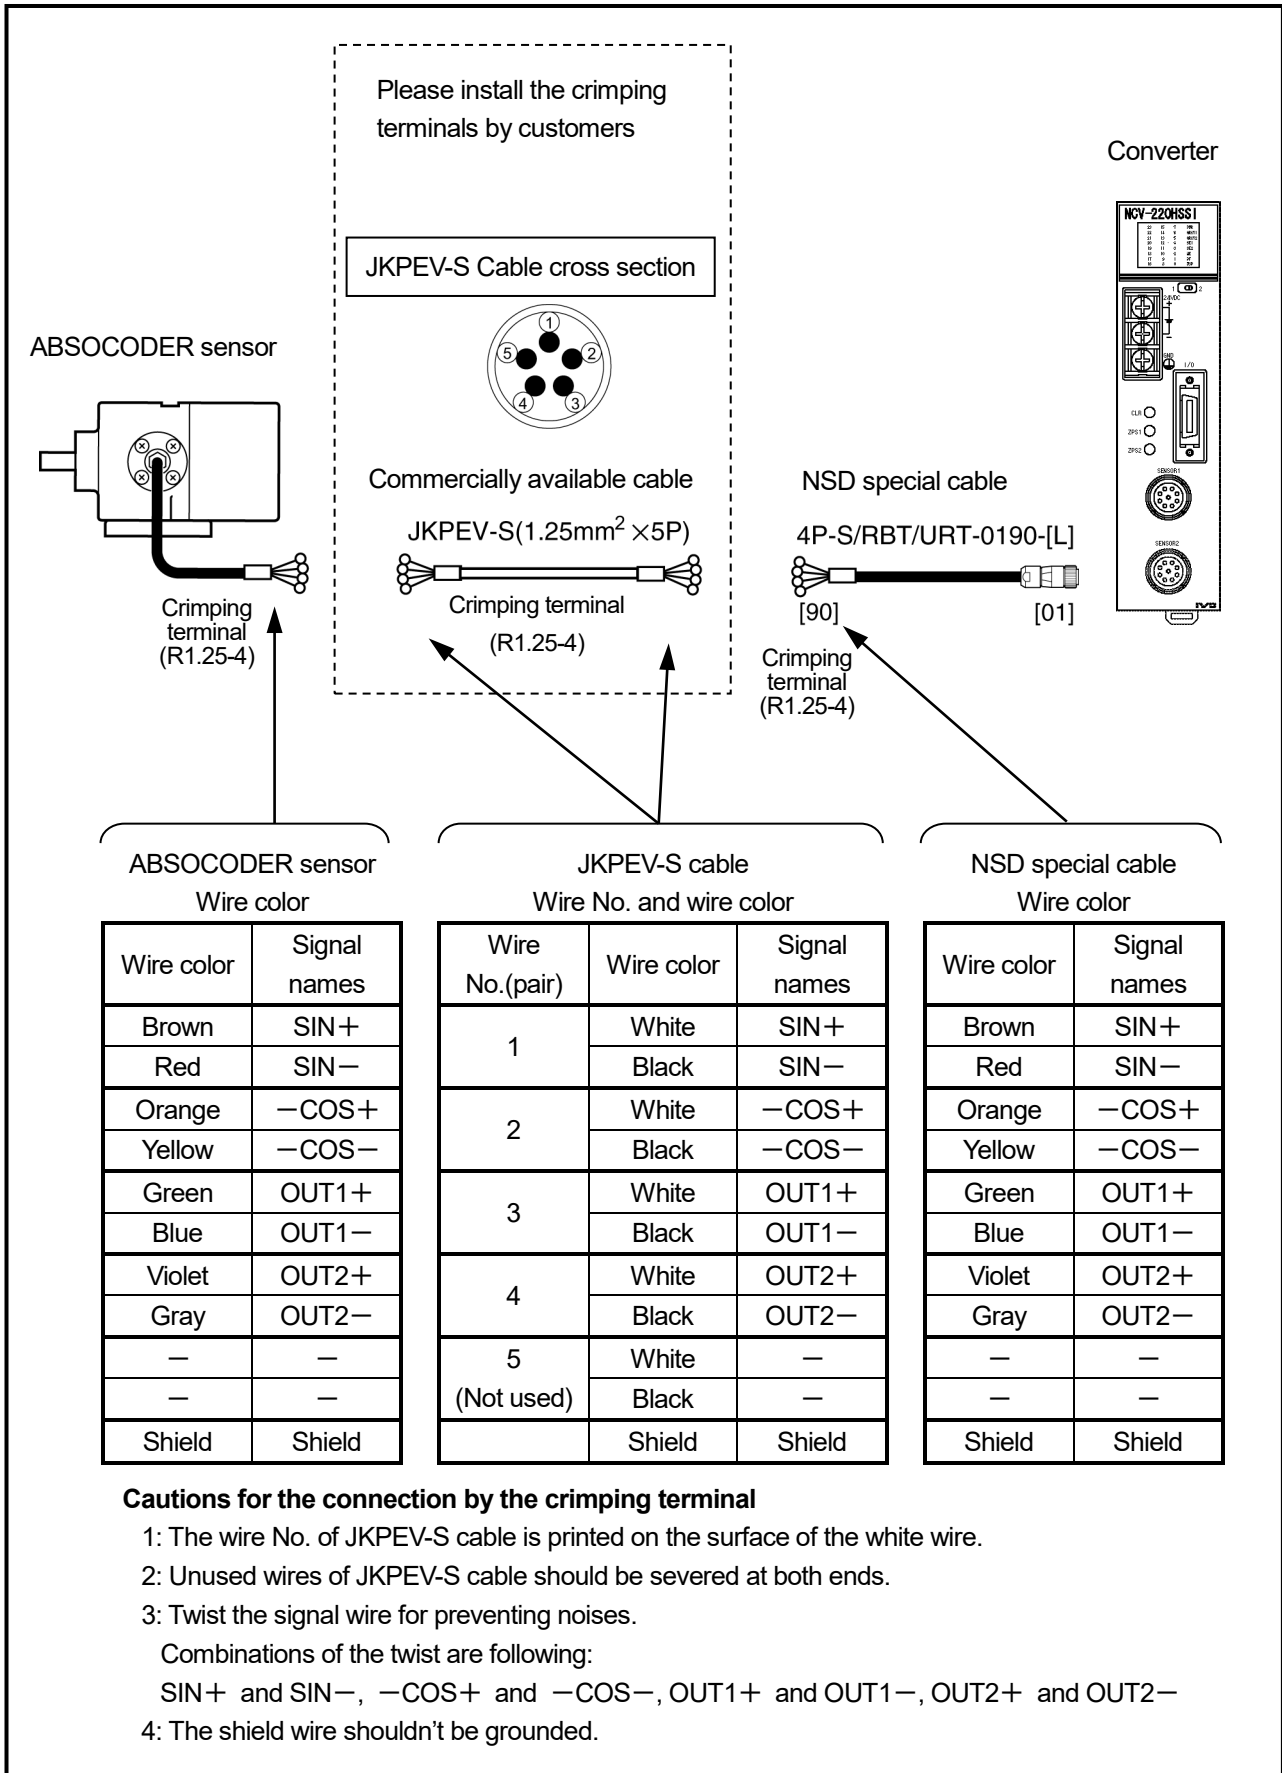 Please install the crimping
terminals by customers
Converter
NCV-220HSSI
JKPEV-S Cable cross section
1
5
2
4
3
ABSOCODER sensor
1
2
24VDC
+
−
GND
I/O
CLR
ZPS1
ZPS2
SENSOR1
SENSOR2
Commercially available cable
JKPEV-S(1.25mm² ×5P)
NSD special cable
4P-S/RBT/URT-0190-[L]
Crimping
terminal
(R1.25-4)
Crimping terminal
(R1.25-4)
[90] [01]
Crimping
terminal
(R1.25-4)
ABSOCODER sensor
Wire color
Wire color Signal names
Brown SIN+
Red SIN−
Orange −COS+
Yellow −COS−
Green OUT1+
Blue OUT1−
Violet OUT2+
Gray OUT2−
− −
− −
Shield Shield
JKPEV-S cable
Wire No. and wire color
Wire No.(pair) Wire color Signal names
1 White SIN+
Black SIN−
2 White −COS+
Black −COS−
3 White OUT1+
Black OUT1−
4 White OUT2+
Black OUT2−
5 White −
(Not used) Black −
Shield Shield
NSD special cable
Wire color
Wire color Signal names
Brown SIN+
Red SIN−
Orange −COS+
Yellow −COS−
Green OUT1+
Blue OUT1−
Violet OUT2+
Gray OUT2−
− −
− −
Shield Shield
Cautions for the connection by the crimping terminal
1: The wire No. of JKPEV-S cable is printed on the surface of the white wire.
2: Unused wires of JKPEV-S cable should be severed at both ends.
3: Twist the signal wire for preventing noises.
Combinations of the twist are following:
SIN+ and SIN−, −COS+ and −COS−, OUT1+ and OUT1−, OUT2+ and OUT2−
4: The shield wire shouldn't be grounded.